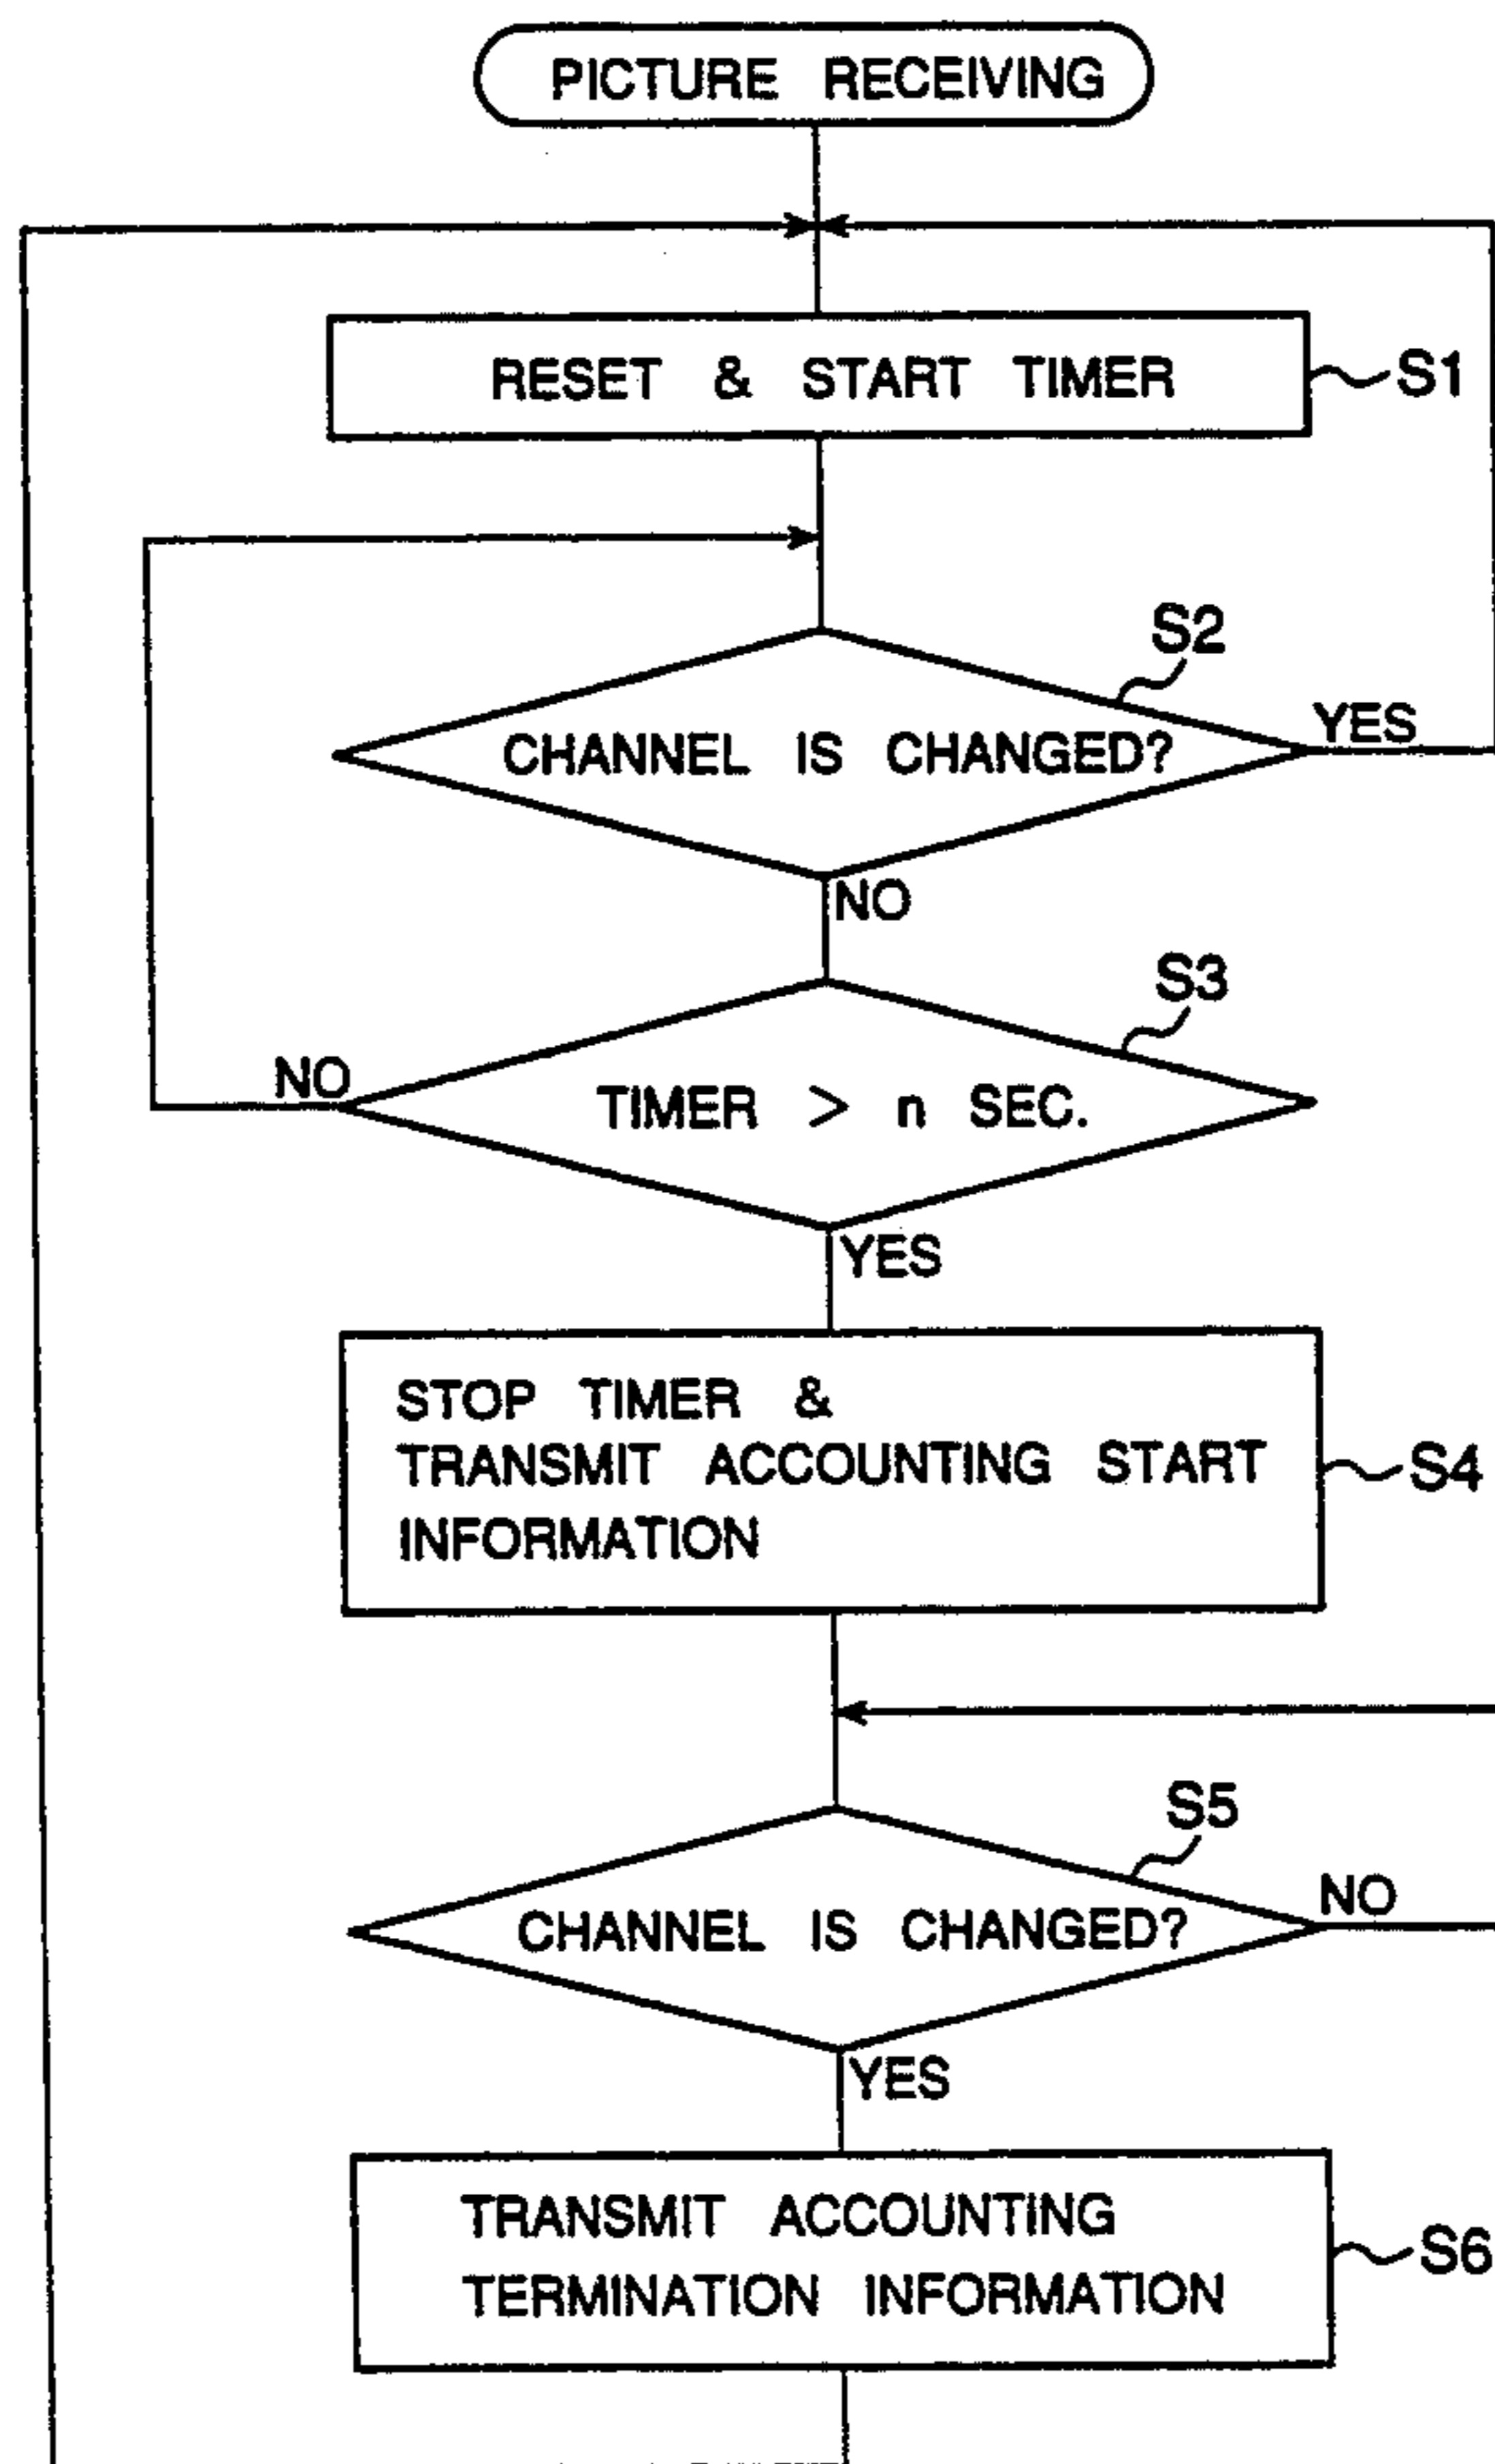 PICTURE RECEIVING
RESET & START TIMER
S1
S2
CHANNEL IS CHANGED?
YES
NO
S3
NO
TIMER > n SEC.
YES
STOP TIMER &
TRANSMIT ACCOUNTING START
INFORMATION
S4
S5
CHANNEL IS CHANGED?
NO
YES
TRANSMIT ACCOUNTING
TERMINATION INFORMATION
S6